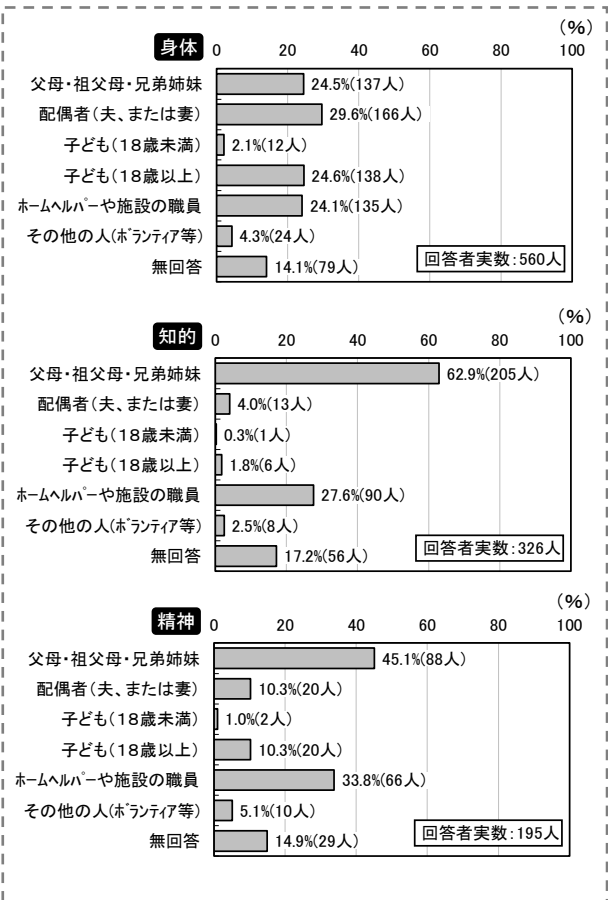 (%)
身体 0 20 40 60 80 100
父母・祖父母・兄弟姉妹 24.5%(137人)
配偶者(夫、または妻) 29.6%(166人)
子ども(18歳未満) 2.1%(12人)
子ども(18歳以上) 24.6%(138人)
ホームヘルパーや施設の職員 24.1%(135人)
その他の人(ボランティア等) 4.3%(24人)
無回答 14.1%(79人)
回答者実数:560人
(%)
知的 0 20 40 60 80 100
父母・祖父母・兄弟姉妹 62.9%(205人)
配偶者(夫、または妻) 4.0%(13人)
子ども(18歳未満) 0.3%(1人)
子ども(18歳以上) 1.8%(6人)
ホームヘルパーや施設の職員 27.6%(90人)
その他の人(ボランティア等) 2.5%(8人)
無回答 17.2%(56人)
回答者実数:326人
(%)
精神 0 20 40 60 80 100
父母・祖父母・兄弟姉妹 45.1%(88人)
配偶者(夫、または妻) 10.3%(20人)
子ども(18歳未満) 1.0%(2人)
子ども(18歳以上) 10.3%(20人)
ホームヘルパーや施設の職員 33.8%(66人)
その他の人(ボランティア等) 5.1%(10人)
無回答 14.9%(29人)
回答者実数:195人